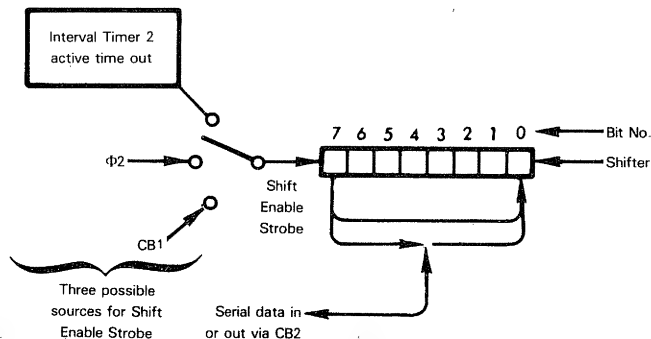 Interval Timer 2
active time out
7 6 5 4 3 2 1 0
Bit No.
Φ2
Shifter
Shift
Enable
Strobe
CB1
Three possible
sources for Shift
Enable Strobe
Serial data in
or out via CB2